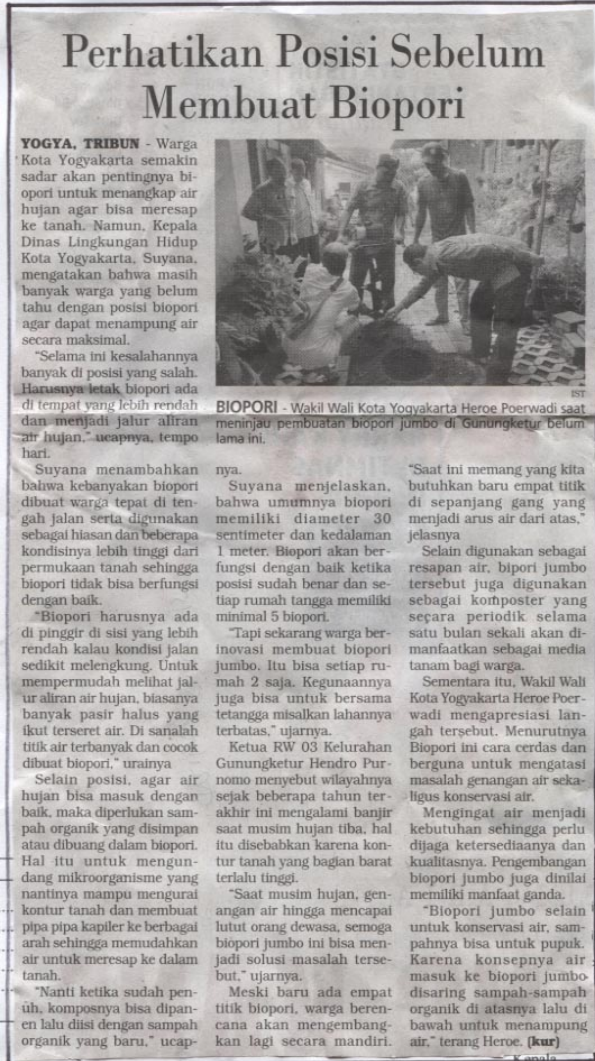 Perhatikan Posisi Sebelum
Membuat Biopori
YOGYA, TRIBUN - Warga
Kota Yogyakarta semakin
sadar akan pentingnya bi-
opori untuk menangkap air
hujan agar bisa meresap
ke tanah. Namun, Kepala
Dinas Lingkungan Hidup
Kota Yogyakarta, Suyana,
mengatakan bahwa masih
banyak warga yang belum
tahu dengan posisi biopori
agar dapat menampung air
secara maksimal.
"Selama ini kesalahannya
banyak di posisi yang salah.
Harusnya letak biopori ada
di tempat yang lebih rendah
dan menjadi jalur aliran
air hujan," ucapnya, tempo
hari.
Suyana menambahkan
bahwa kebanyakan biopori
dibuat warga tepat di ten-
gah jalan serta digunakan
sebagai hiasan dan beberapa
kondisinya lebih tinggi dari
permukaan tanah sehingga
biopori tidak bisa berfungsi
dengan baik.
"Biopori harusnya ada
di pinggir di sisi yang lebih
rendah kalau kondisi jalan
sedikit melengkung. Untuk
mempermudah melihat jal-
ur aliran air hujan, biasanya
banyak pasir halus yang
ikut terseret air. Di sanalah
titik air terbanyak dan cocok
dibuat biopori," urainya
Selain posisi, agar air
hujan bisa masuk dengan
baik, maka diperlukan sam-
pah organik yang disimpan
atau dibuang dalam biopori.
Hal itu untuk mengun-
dang mikroorganisme yang
nantinya mampu mengurai
kontur tanah dan membuat
pipa pipa kapiler ke berbagai
arah sehingga memudahkan
air untuk meresap ke dalam
tanah.
"Nanti ketika sudah pen-
uh, komposnya bisa dipan-
en lalu diisi dengan sampah
organik yang baru," ucap-
IST
BIOPORI - Wakil Wali Kota Yogyakarta Heroe Poerwadi saat
meninjau pembuatan biopori jumbo di Gunungketur belum
lama ini.
nya.
Suyana menjelaskan,
bahwa umumnya biopori
memiliki diameter 30
sentimeter dan kedalaman
1 meter. Biopori akan ber-
fungsi dengan baik ketika
posisi sudah benar dan se-
tiap rumah tangga memiliki
minimal 5 biopori.
"Tapi sekarang warga ber-
inovasi membuat biopori
jumbo. Itu bisa setiap ru-
mah 2 saja. Kegunaannya
juga bisa untuk bersama
tetangga misalkan lahannya
terbatas," ujarnya.
Ketua RW 03 Kelurahan
Gunungketur Hendro Pur-
nomo menyebut wilayahnya
sejak beberapa tahun ter-
akhir ini mengalami banjir
saat musim hujan tiba, hal
itu disebabkan karena kon-
tur tanah yang bagian barat
terlalu tinggi.
"Saat musim hujan, gen-
angan air hingga mencapai
lutut orang dewasa, semoga
biopori jumbo ini bisa men-
jadi solusi masalah terse-
but," ujarnya.
Meski baru ada empat
titik biopori, warga beren-
cana akan mengembang-
kan lagi secara mandiri.
"Saat ini memang yang kita
butuhkan baru empat titik
di sepanjang gang yang
menjadi arus air dari atas,"
jelasnya
Selain digunakan sebagai
resapan air, bipori jumbo
tersebut juga digunakan
sebagai komposter yang
secara periodik selama
satu bulan sekali akan di-
manfaatkan sebagai media
tanam bagi warga.
Sementara itu, Wakil Wali
Kota Yogyakarta Heroe Poer-
wadi mengapresiasi lan-
gah tersebut. Menurutnya
Biopori ini cara cerdas dan
berguna untuk mengatasi
masalah genangan air seka-
ligus konservasi air.
Mengingat air menjadi
kebutuhan sehingga perlu
dijaga ketersediaanya dan
kualitasnya. Pengembangan
biopori jumbo juga dinilai
memiliki manfaat ganda.
"Biopori jumbo selain
untuk konservasi air, sam-
pahnya bisa untuk pupuk.
Karena konsepnya air
masuk ke biopori jumbo
disaring sampah-sampah
organik di atasnya lalu di
bawah untuk menampung
air," terang Heroe. (kur)
Kepala